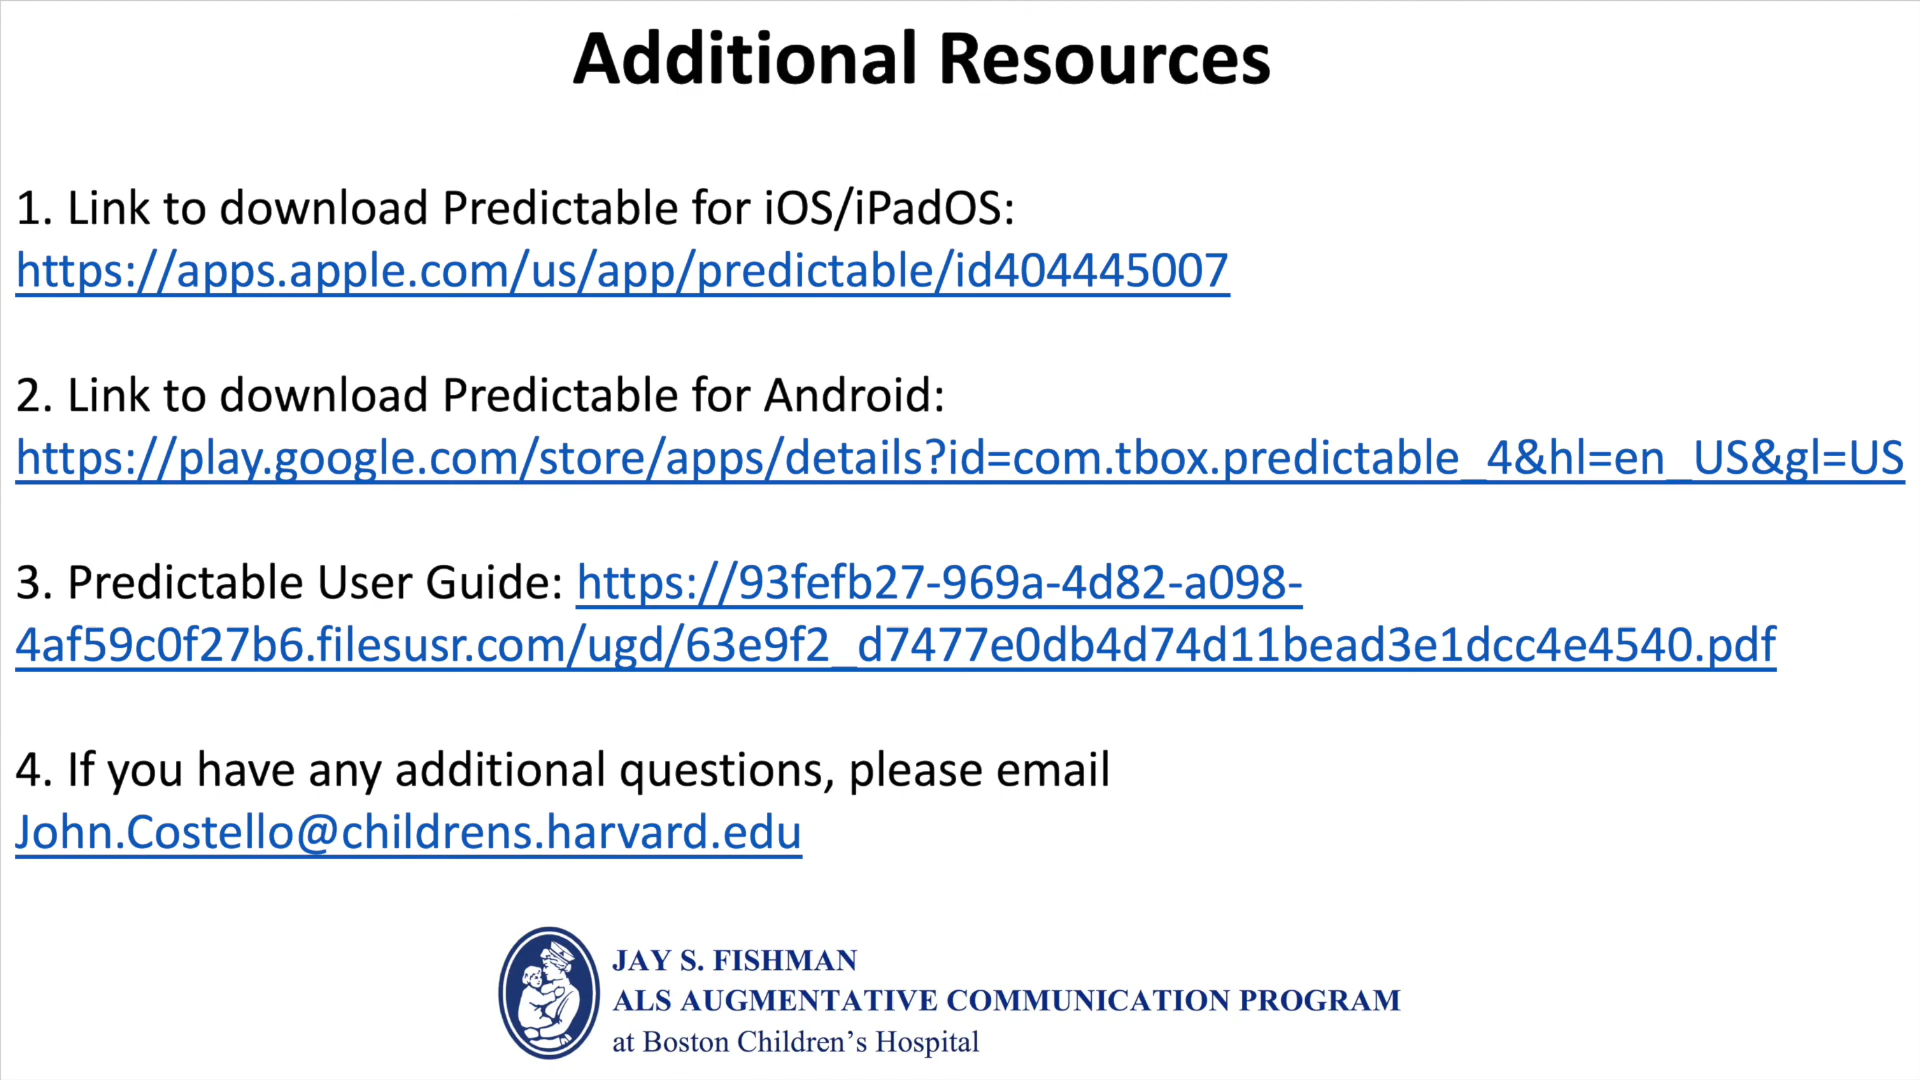 Additional Resources
1. Link to download Predictable for iOS/iPadOS:
https://apps.apple.com/us/app/predictable/id404445007
2. Link to download Predictable for Android:
https://play.google.com/store/apps/details?id=com.tbox.predictable_4&hl=en_US&gl=US
3. Predictable User Guide: https://93fefb27-969a-4d82-a098-
4af59c0f27b6.filesusr.com/ugd/63e9f2_d7477e0db4d74d11bead3e1dcc4e4540.pdf
4. If you have any additional questions, please email
John.Costello@childrens.harvard.edu
JAY S. FISHMAN
ALS AUGMENTATIVE COMMUNICATION PROGRAM
at Boston Children’s Hospital